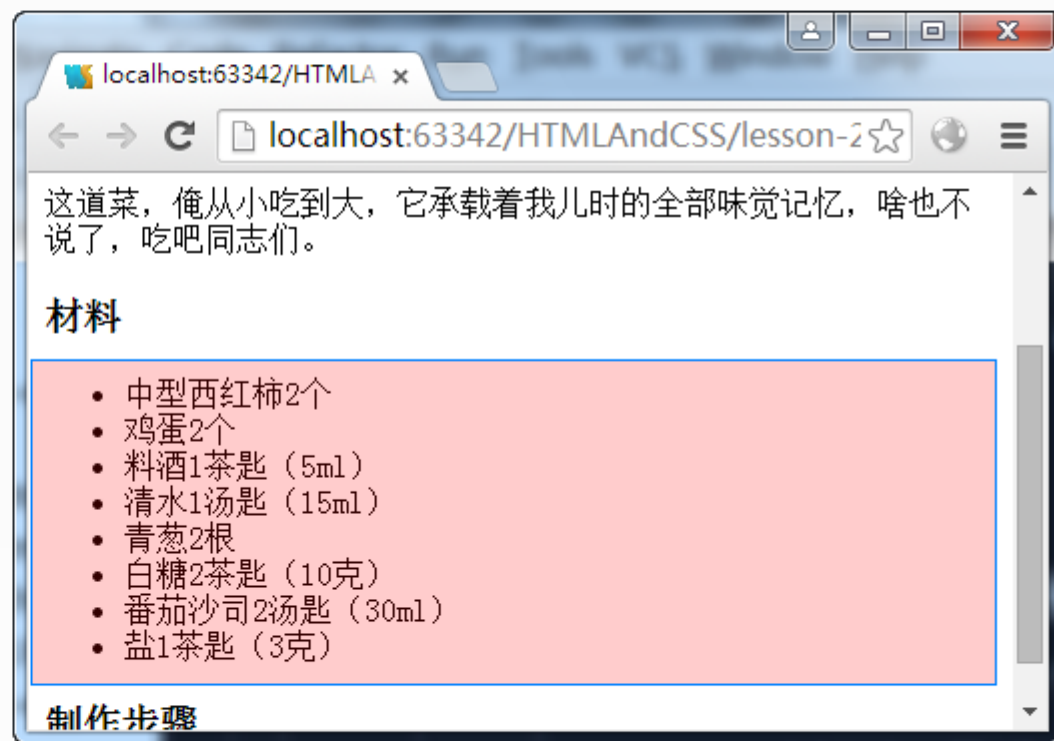 localhost:63342/HTMLA
localhost:63342/HTMLAndCSS/lesson-2
这道菜，俺从小吃到大，它承载着我儿时的全部味觉记忆，啥也不
说了，吃吧同志们。
材料
中型西红柿2个
鸡蛋2个
料酒1茶匙（5ml）
清水1汤匙（15ml）
青葱2根
白糖2茶匙（10克）
番茄沙司2汤匙（30ml）
盐1茶匙（3克）
制作步骤